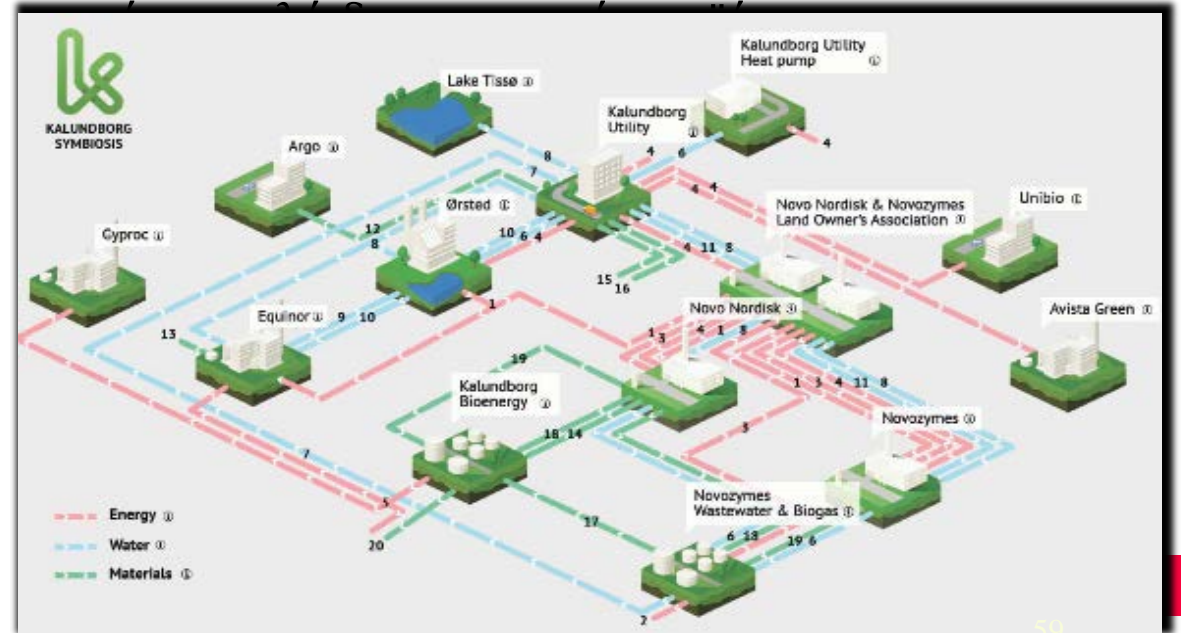 KALUNDBORG
SYMBIOSIS
Lake Tissø
Kalundborg Utility
Heat pump
Kalundborg
Utility
Argo
Ørsted
Novo Nordisk & Novozymes
Land Owner's Association
Unibio
Gyproc
Equinor
Novo Nordisk
Avista Green
Kalundborg
Bioenergy
Novozymes
Novozymes
Wastewater & Biogas
8
7
4
6
4
4
4
12
8
10 6 4
4 11 8
15
16
1
9 10
13
1
3
4 1 8
19
1 3 4 11 8
3
18 14
7
5
17
20
6 18
19 6
2
Energy
Water
Materials
59